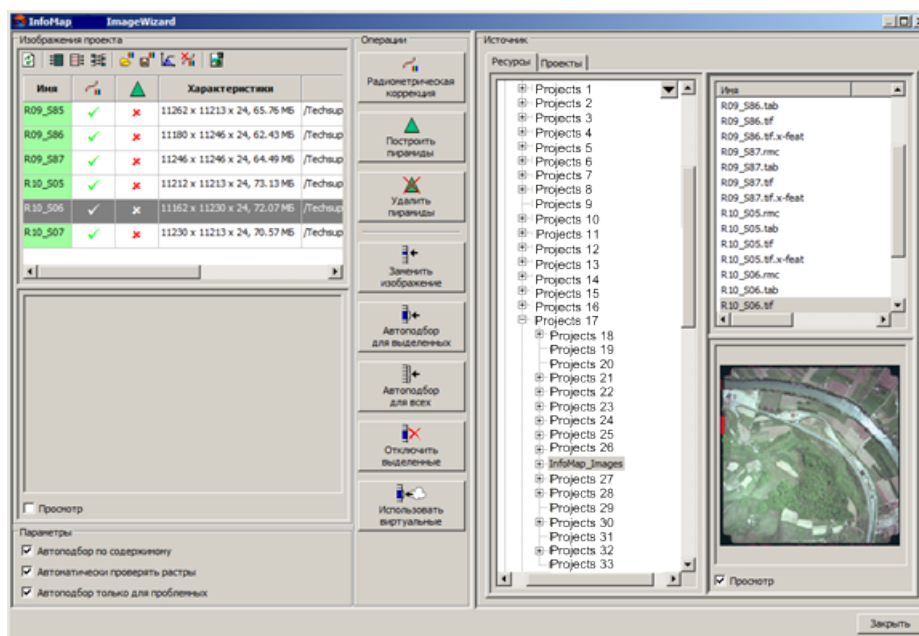 InfoMap ImageWizard
Изображения проекта
Имя Характеристики
R09_S85 11262 x 11213 x 24, 65.76 МБ /Techsup
R09_S86 11180 x 11246 x 24, 62.43 МБ /Techsup
R09_S87 11246 x 11246 x 24, 64.49 МБ /Techsup
R10_S05 11212 x 11213 x 24, 73.13 МБ /Techsup
R10_S06 11162 x 11230 x 24, 72.07 МБ /Techsup
R10_S07 11230 x 11213 x 24, 70.57 МБ /Techsup
Просмотр
Параметры
Автоподбор по содержимому
Автоматически проверять растры
Автоподбор только для проблемных
Операции
Радиометрическая
коррекция
Построить
пирамиды
Удалить
пирамиды
Заменить
изображение
Автоподбор
для выделенных
Автоподбор
для всех
Отключить
выделенные
Использовать
виртуальные
Источник
Ресурсы Проекты
Projects 1
Projects 2
Projects 3
Projects 4
Projects 5
Projects 6
Projects 7
Projects 8
Projects 9
Projects 10
Projects 11
Projects 12
Projects 13
Projects 14
Projects 15
Projects 16
Projects 17
Projects 18
Projects 19
Projects 20
Projects 21
Projects 22
Projects 23
Projects 24
Projects 25
Projects 26
InfoMap_Images
Projects 27
Projects 28
Projects 29
Projects 30
Projects 31
Projects 32
Projects 33
Имя
R09_S86.tab
R09_S86.tif
R09_S86.tif.x-feat
R09_S87.rmc
R09_S87.tab
R09_S87.tif
R09_S87.tif.x-feat
R10_S05.rmc
R10_S05.tab
R10_S05.tif
R10_S05.tif.x-feat
R10_S06.rmc
R10_S06.tab
R10_S06.tif
Просмотр
Закрыть